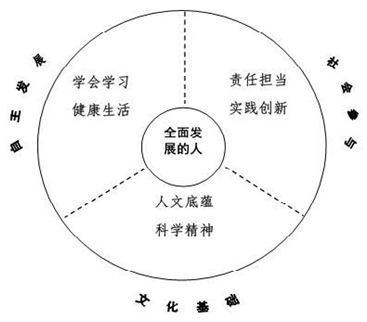 自主发展
社会参与
学会学习
健康生活
责任担当
实践创新
全面发
展的人
人文底蕴
科学精神
文化基础